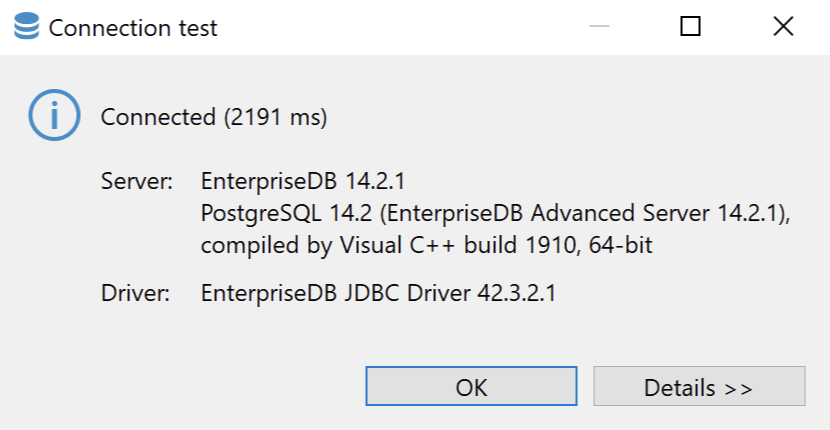 Connection test
Connected (2191 ms)
Server: EnterpriseDB 14.2.1
PostgreSQL 14.2 (EnterpriseDB Advanced Server 14.2.1),
compiled by Visual C++ build 1910, 64-bit
Driver: EnterpriseDB JDBC Driver 42.3.2.1
OK Details >>